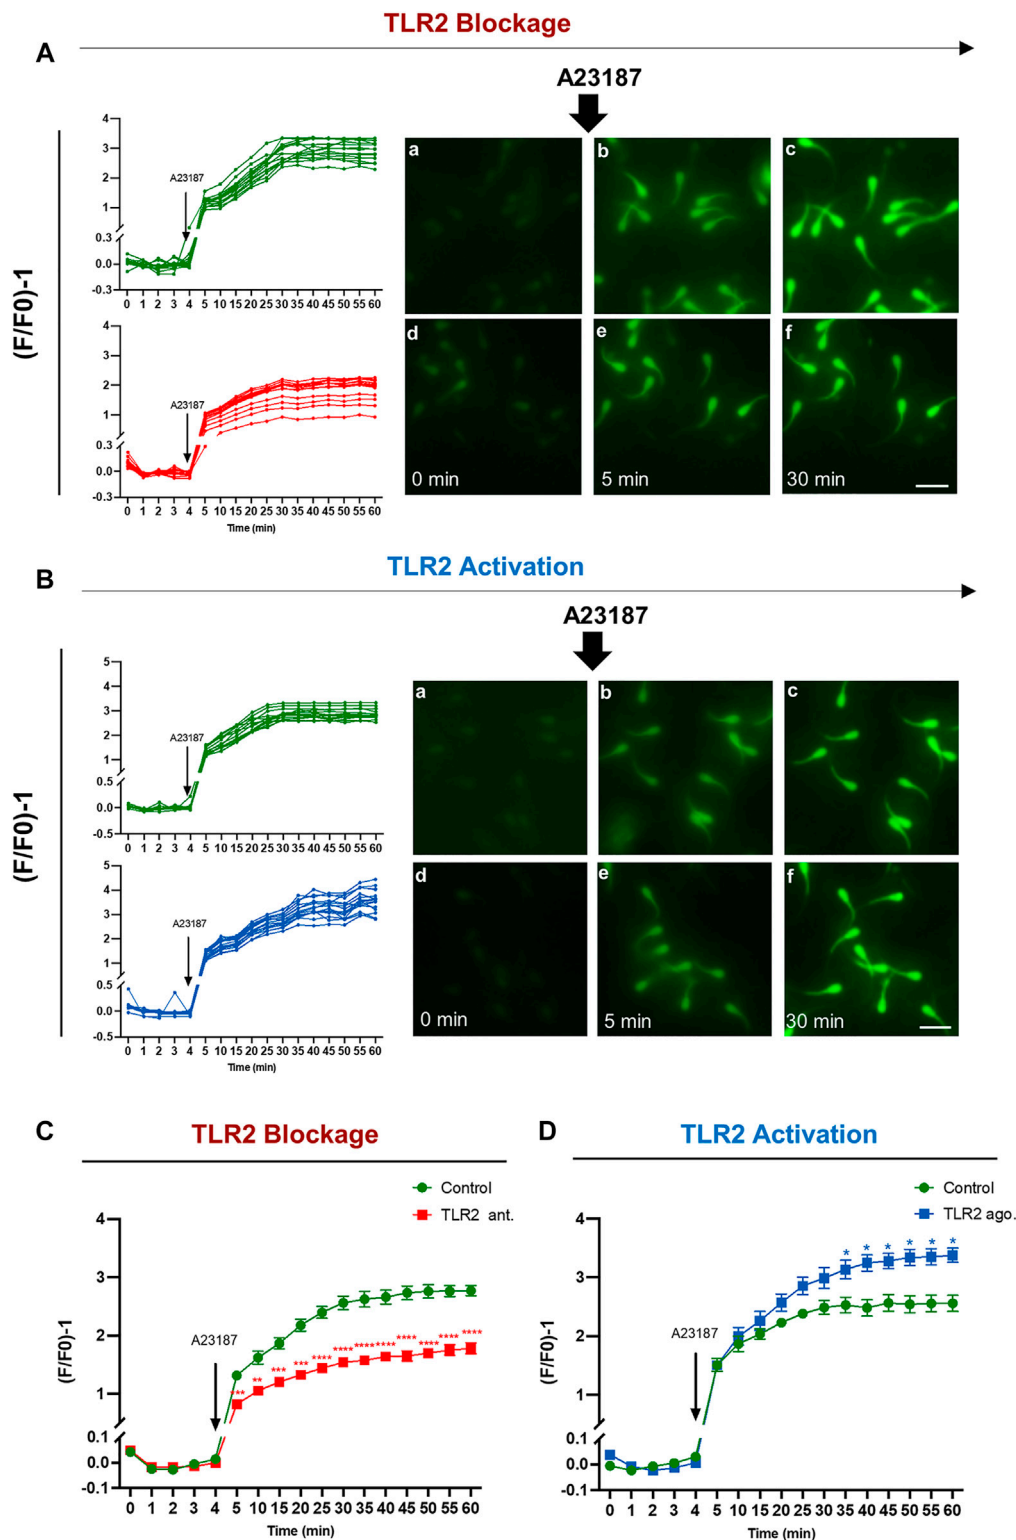 TLR2 Blockage
A
A23187
(F/F0)-1
4
3
2
1
0.3
0.0
-0.3
A23187
0 1 2 3 4 5 10 15 20 25 30 35 40 45 50 55 60
a
b
c
4
3
2
1
0.3
0.0
-0.3
A23187
0 1 2 3 4 5 10 15 20 25 30 35 40 45 50 55 60
Time (min)
d
e
f
0 min
5 min
30 min
TLR2 Activation
B
A23187
(F/F0)-1
5
4
3
2
1
0.5
0.0
-0.5
A23187
0 1 2 3 4 5 10 15 20 25 30 35 40 45 50 55 60
a
b
c
5
4
3
2
1
0.5
0.0
-0.5
A23187
0 1 2 3 4 5 10 15 20 25 30 35 40 45 50 55 60
Time (min)
d
e
f
0 min
5 min
30 min
C
TLR2 Blockage
Control
TLR2 ant.
(F/F0)-1
4
3
2
1
0.1
0.0
-0.1
A23187
*** ** *** *** **** **** **** **** **** **** **** ****
0 1 2 3 4 5 10 15 20 25 30 35 40 45 50 55 60
Time (min)
D
TLR2 Activation
Control
TLR2 ago.
(F/F0)-1
4
3
2
1
0.1
0.0
-0.1
A23187
* * * * * *
0 1 2 3 4 5 10 15 20 25 30 35 40 45 50 55 60
Time (min)